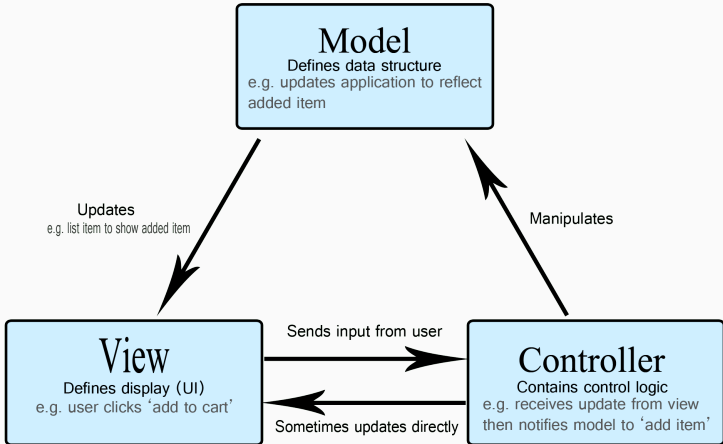 Model
Defines data structure
e.g. updates application to reflect
added item
Updates
e.g. list item to show added item
Manipulates
View
Defines display (UI)
e.g. user clicks ‘add to cart’
Sends input from user
Sometimes updates directly
Controller
Contains control logic
e.g. receives update from view
then notifies model to ‘add item’